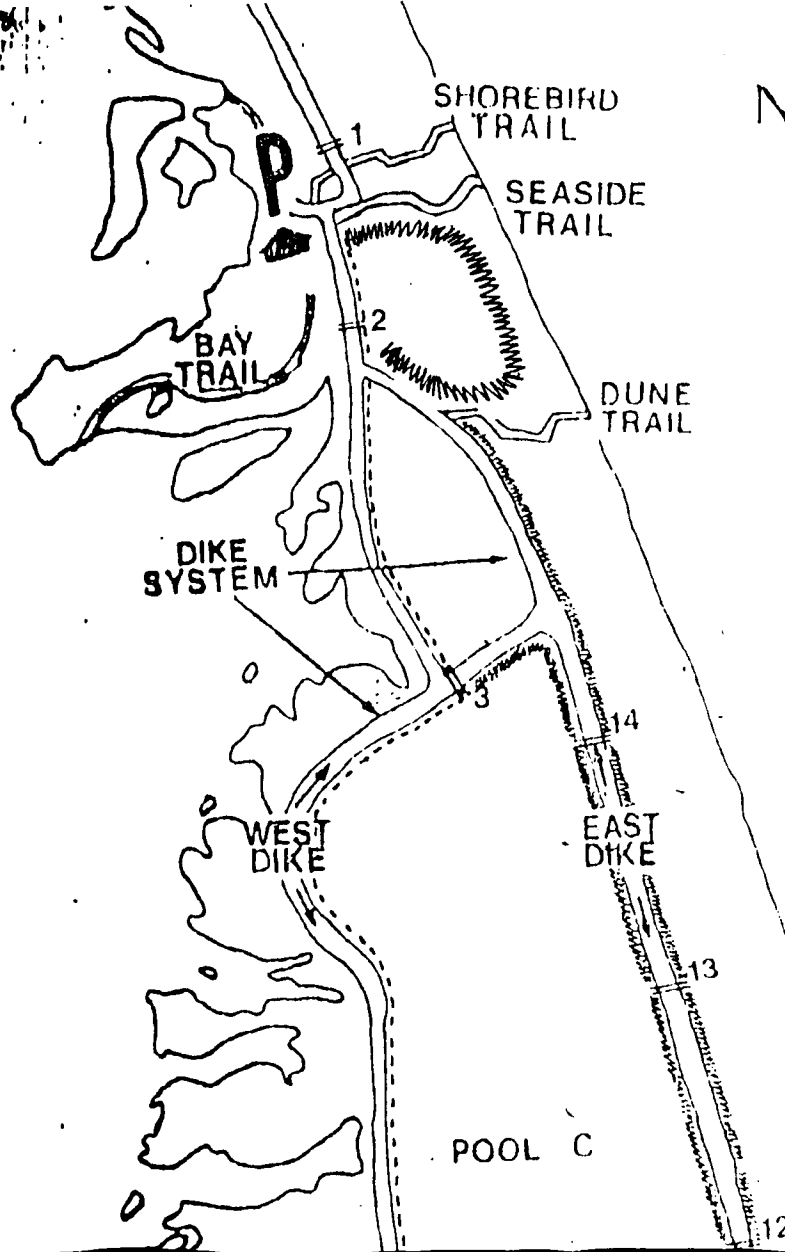 N
SHOREBIRD
TRAIL
1
P
SEASIDE
TRAIL
2
BAY
TRAIL
DUNE
TRAIL
DIKE
SYSTEM
3
14
WEST
DIKE
EAST
DIKE
13
POOL C
12